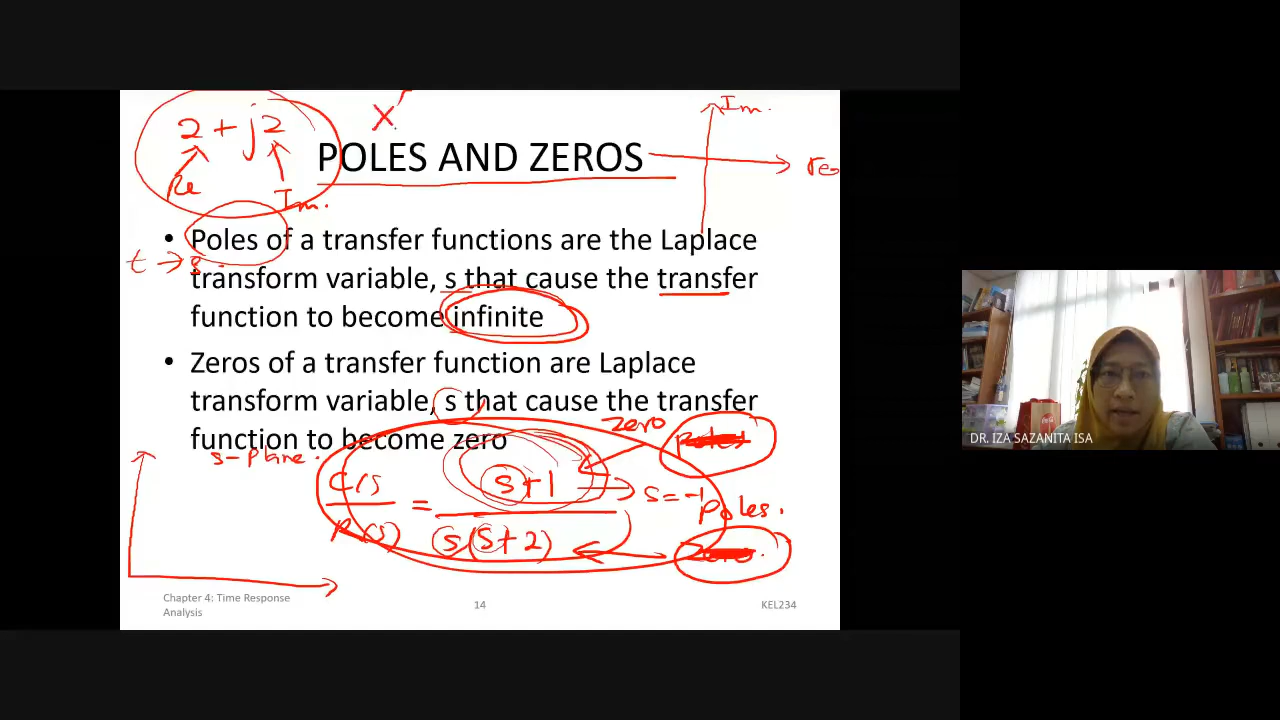 2 + j2
X
Im.
POLES AND ZEROS
Re
Im.
• Poles of a transfer functions are the Laplace
t → s
transform variable, s that cause the transfer
function to become infinite
• Zeros of a transfer function are Laplace
transform variable, s that cause the transfer
function to become zero
zero
poles
s-plane.
C(s = s+1 → s = -1
R(s) s(s+2)
poles.
Zero.
Chapter 4: Time Response
Analysis
14
KEL234
DR. IZA SAZANITA ISA